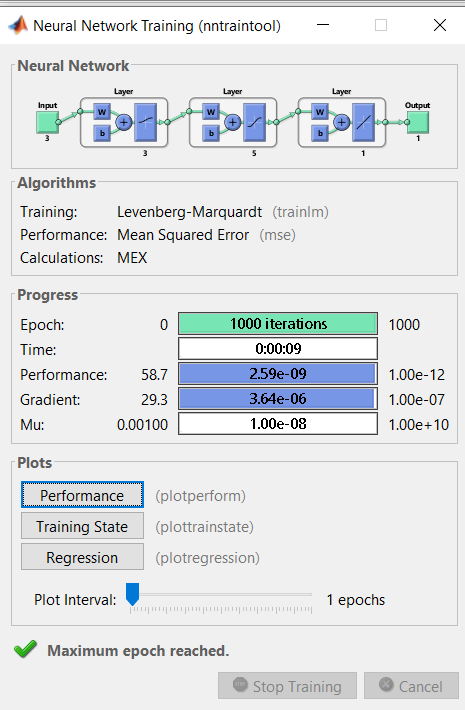 Neural Network Training (nntraintool)
Neural Network
Input Layer Layer Layer Output
W W W
b + b + b +
3 3 5 1 1
Algorithms
Training: Levenberg-Marquardt (trainlm)
Performance: Mean Squared Error (mse)
Calculations: MEX
Progress
Epoch: 0 1000 iterations 1000
Time: 0:00:09
Performance: 58.7 2.59e-09 1.00e-12
Gradient: 29.3 3.64e-06 1.00e-07
Mu: 0.00100 1.00e-08 1.00e+10
Plots
Performance (plotperform)
Training State (plottrainstate)
Regression (plotregression)
Plot Interval: 1 epochs
Maximum epoch reached.
Stop Training Cancel